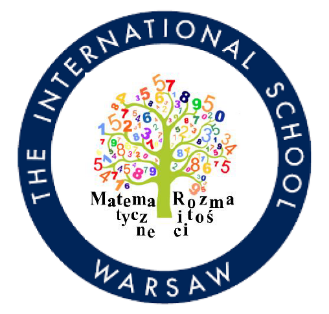 THE INTERNATIONAL SCHOOL
Matema Rozma
tycz itoś
ne ci
WARSAW